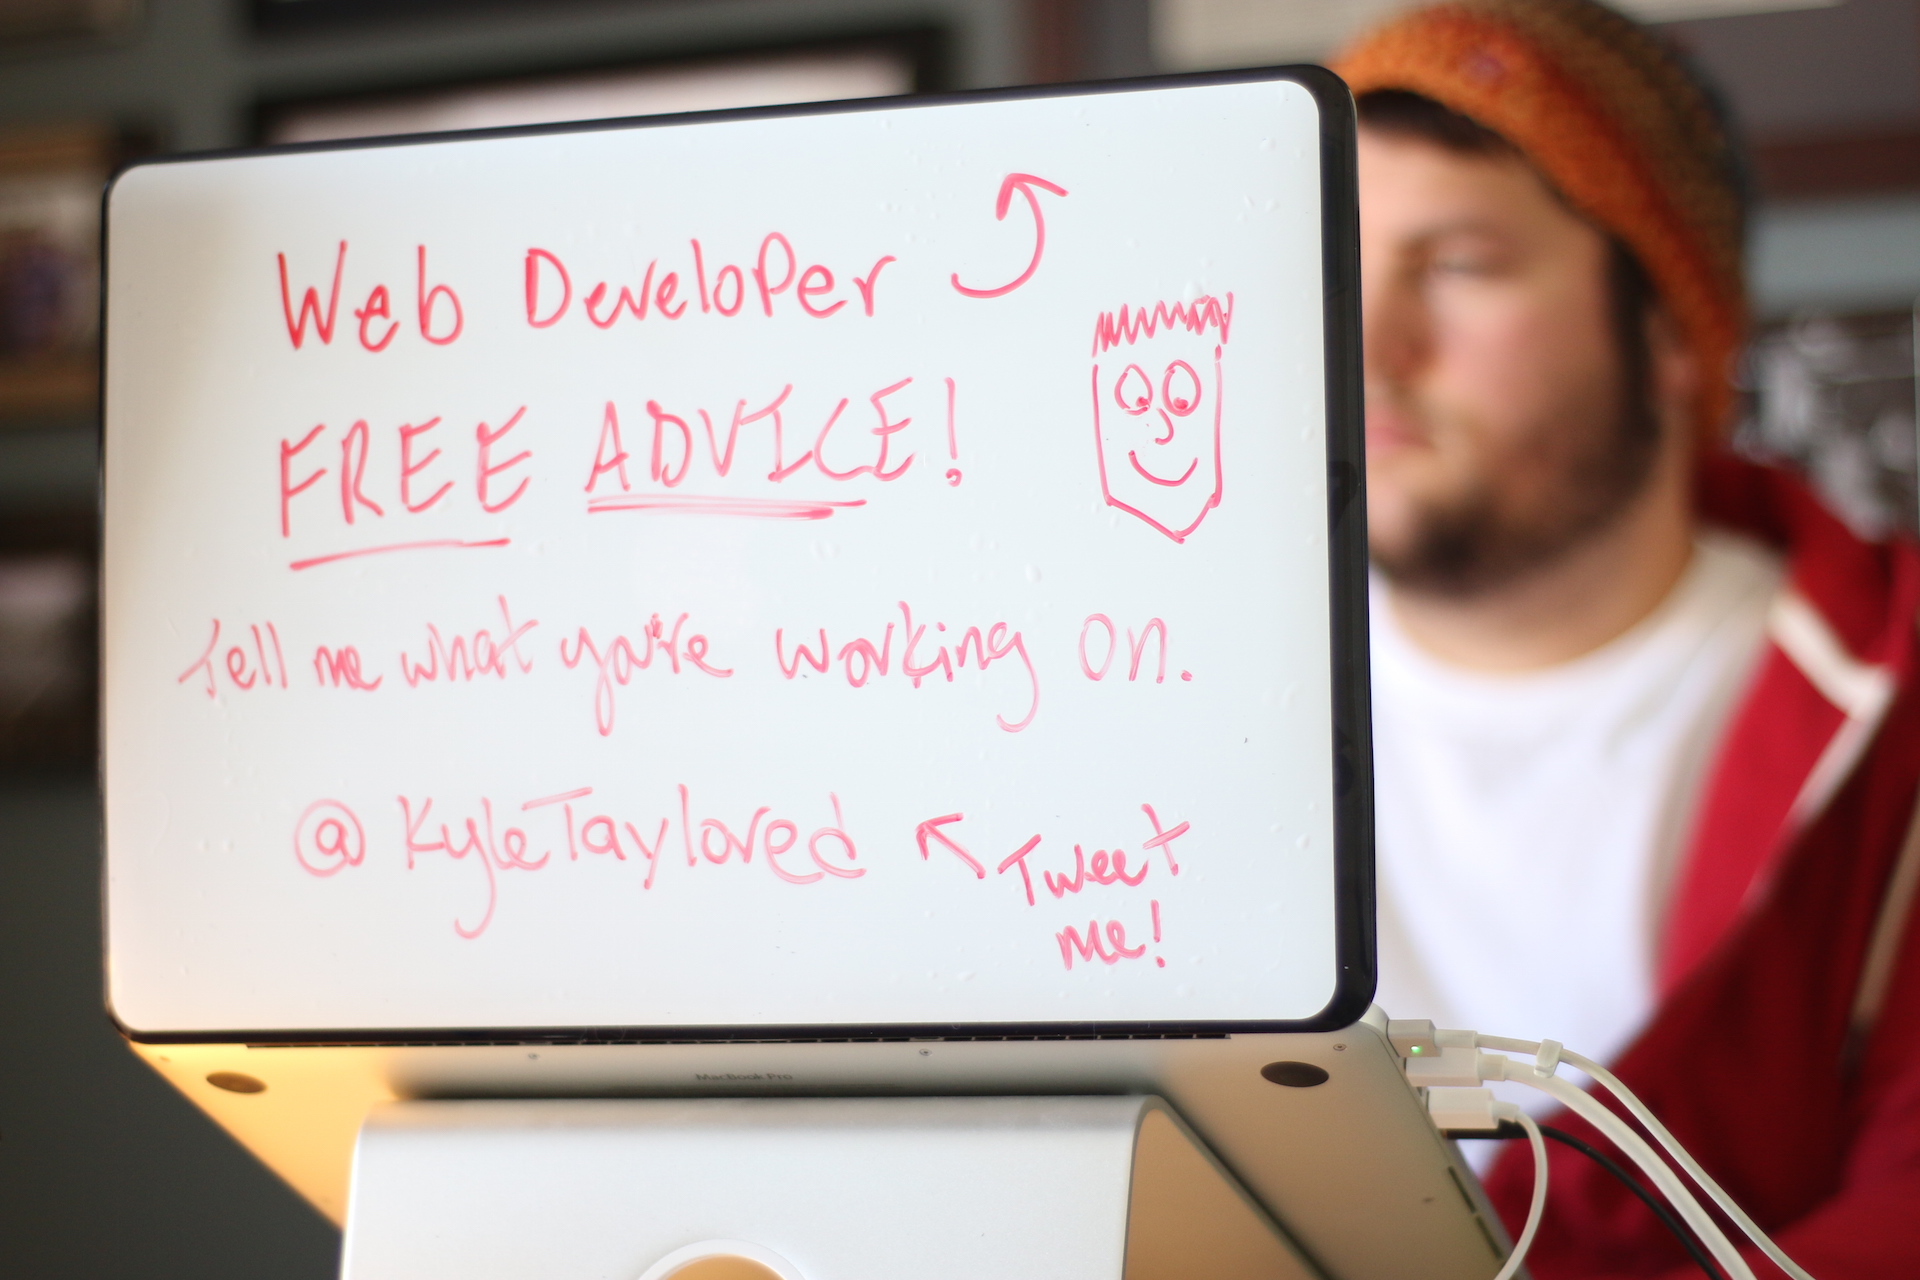 Web Developer
FREE ADVICE!
Tell me what you're working on.
@KyleTaylored
Tweet
me!
MacBook Pro